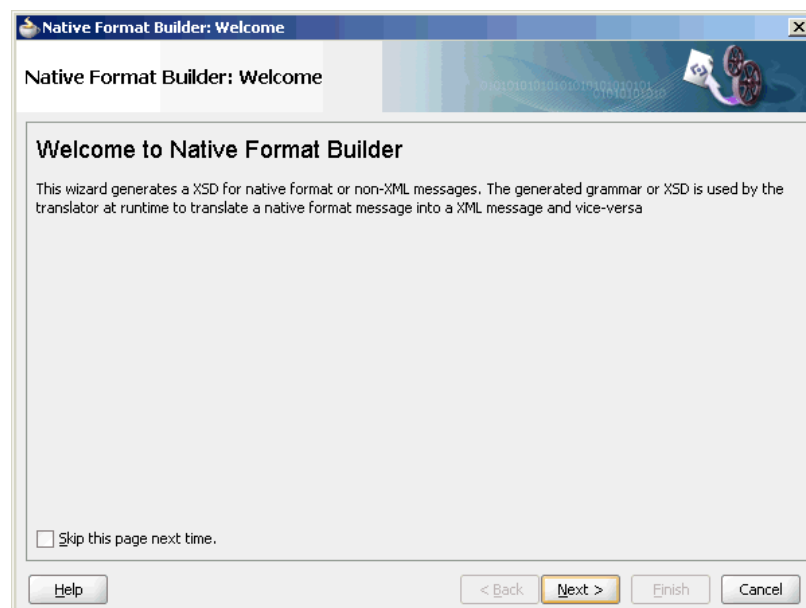 Native Format Builder: Welcome
Native Format Builder: Welcome
Welcome to Native Format Builder
This wizard generates a XSD for native format or non-XML messages. The generated grammar or XSD is used by the
translator at runtime to translate a native format message into a XML message and vice-versa
Skip this page next time.
Help
< Back
Next >
Finish
Cancel